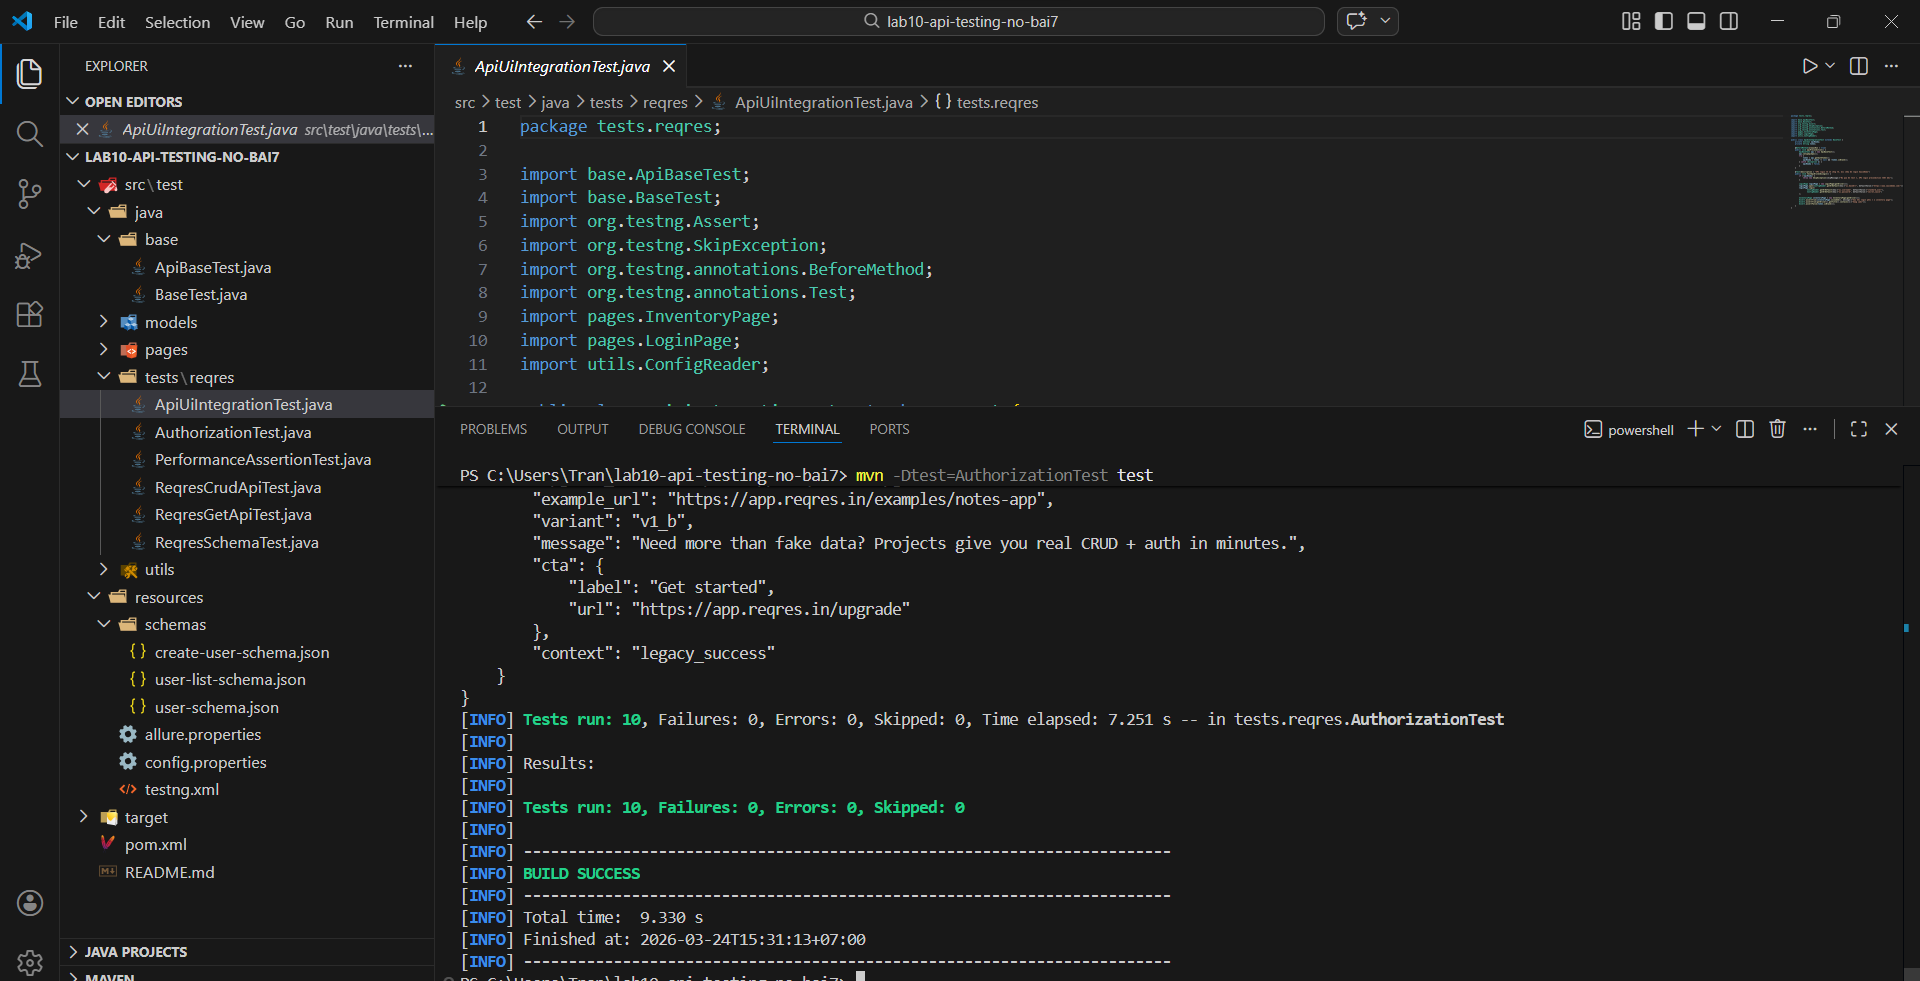 File Edit Selection View Go Run Terminal Help
lab10-api-testing-no-bai7
EXPLORER
OPEN EDITORS
ApiUiIntegrationTest.java src\test\java\tests\...
LAB10-API-TESTING-NO-BAI7
src\test
java
base
ApiBaseTest.java
BaseTest.java
models
pages
tests\reqres
ApiUiIntegrationTest.java
AuthorizationTest.java
PerformanceAssertionTest.java
ReqresCrudApiTest.java
ReqresGetApiTest.java
ReqresSchemaTest.java
utils
resources
schemas
{} create-user-schema.json
{} user-list-schema.json
{} user-schema.json
allure.properties
config.properties
testng.xml
target
pom.xml
README.md
JAVA PROJECTS
MAVEN
ApiUiIntegrationTest.java
src > test > java > tests > reqres > ApiUiIntegrationTest.java > {} tests.reqres
1 package tests.reqres;
2
3 import base.ApiBaseTest;
4 import base.BaseTest;
5 import org.testng.Assert;
6 import org.testng.SkipException;
7 import org.testng.annotations.BeforeMethod;
8 import org.testng.annotations.Test;
9 import pages.InventoryPage;
10 import pages.LoginPage;
11 import utils.ConfigReader;
12
PROBLEMS OUTPUT DEBUG CONSOLE TERMINAL PORTS
powershell
PS C:\Users\Tran\lab10-api-testing-no-bai7> mvn -Dtest=AuthorizationTest test
"example_url": "https://app.reqres.in/examples/notes-app",
"variant": "v1_b",
"message": "Need more than fake data? Projects give you real CRUD + auth in minutes.",
"cta": {
"label": "Get started",
"url": "https://app.reqres.in/upgrade"
},
"context": "legacy_success"
}
}
[INFO] Tests run: 10, Failures: 0, Errors: 0, Skipped: 0, Time elapsed: 7.251 s -- in tests.reqres.AuthorizationTest
[INFO]
[INFO] Results:
[INFO]
[INFO] Tests run: 10, Failures: 0, Errors: 0, Skipped: 0
[INFO]
[INFO] ------------------------------------------------------------------------
[INFO] BUILD SUCCESS
[INFO] ------------------------------------------------------------------------
[INFO] Total time:  9.330 s
[INFO] Finished at: 2026-03-24T15:31:13+07:00
[INFO] ------------------------------------------------------------------------
PS C:\Users\Tran\lab10-api-testing-no-bai7>